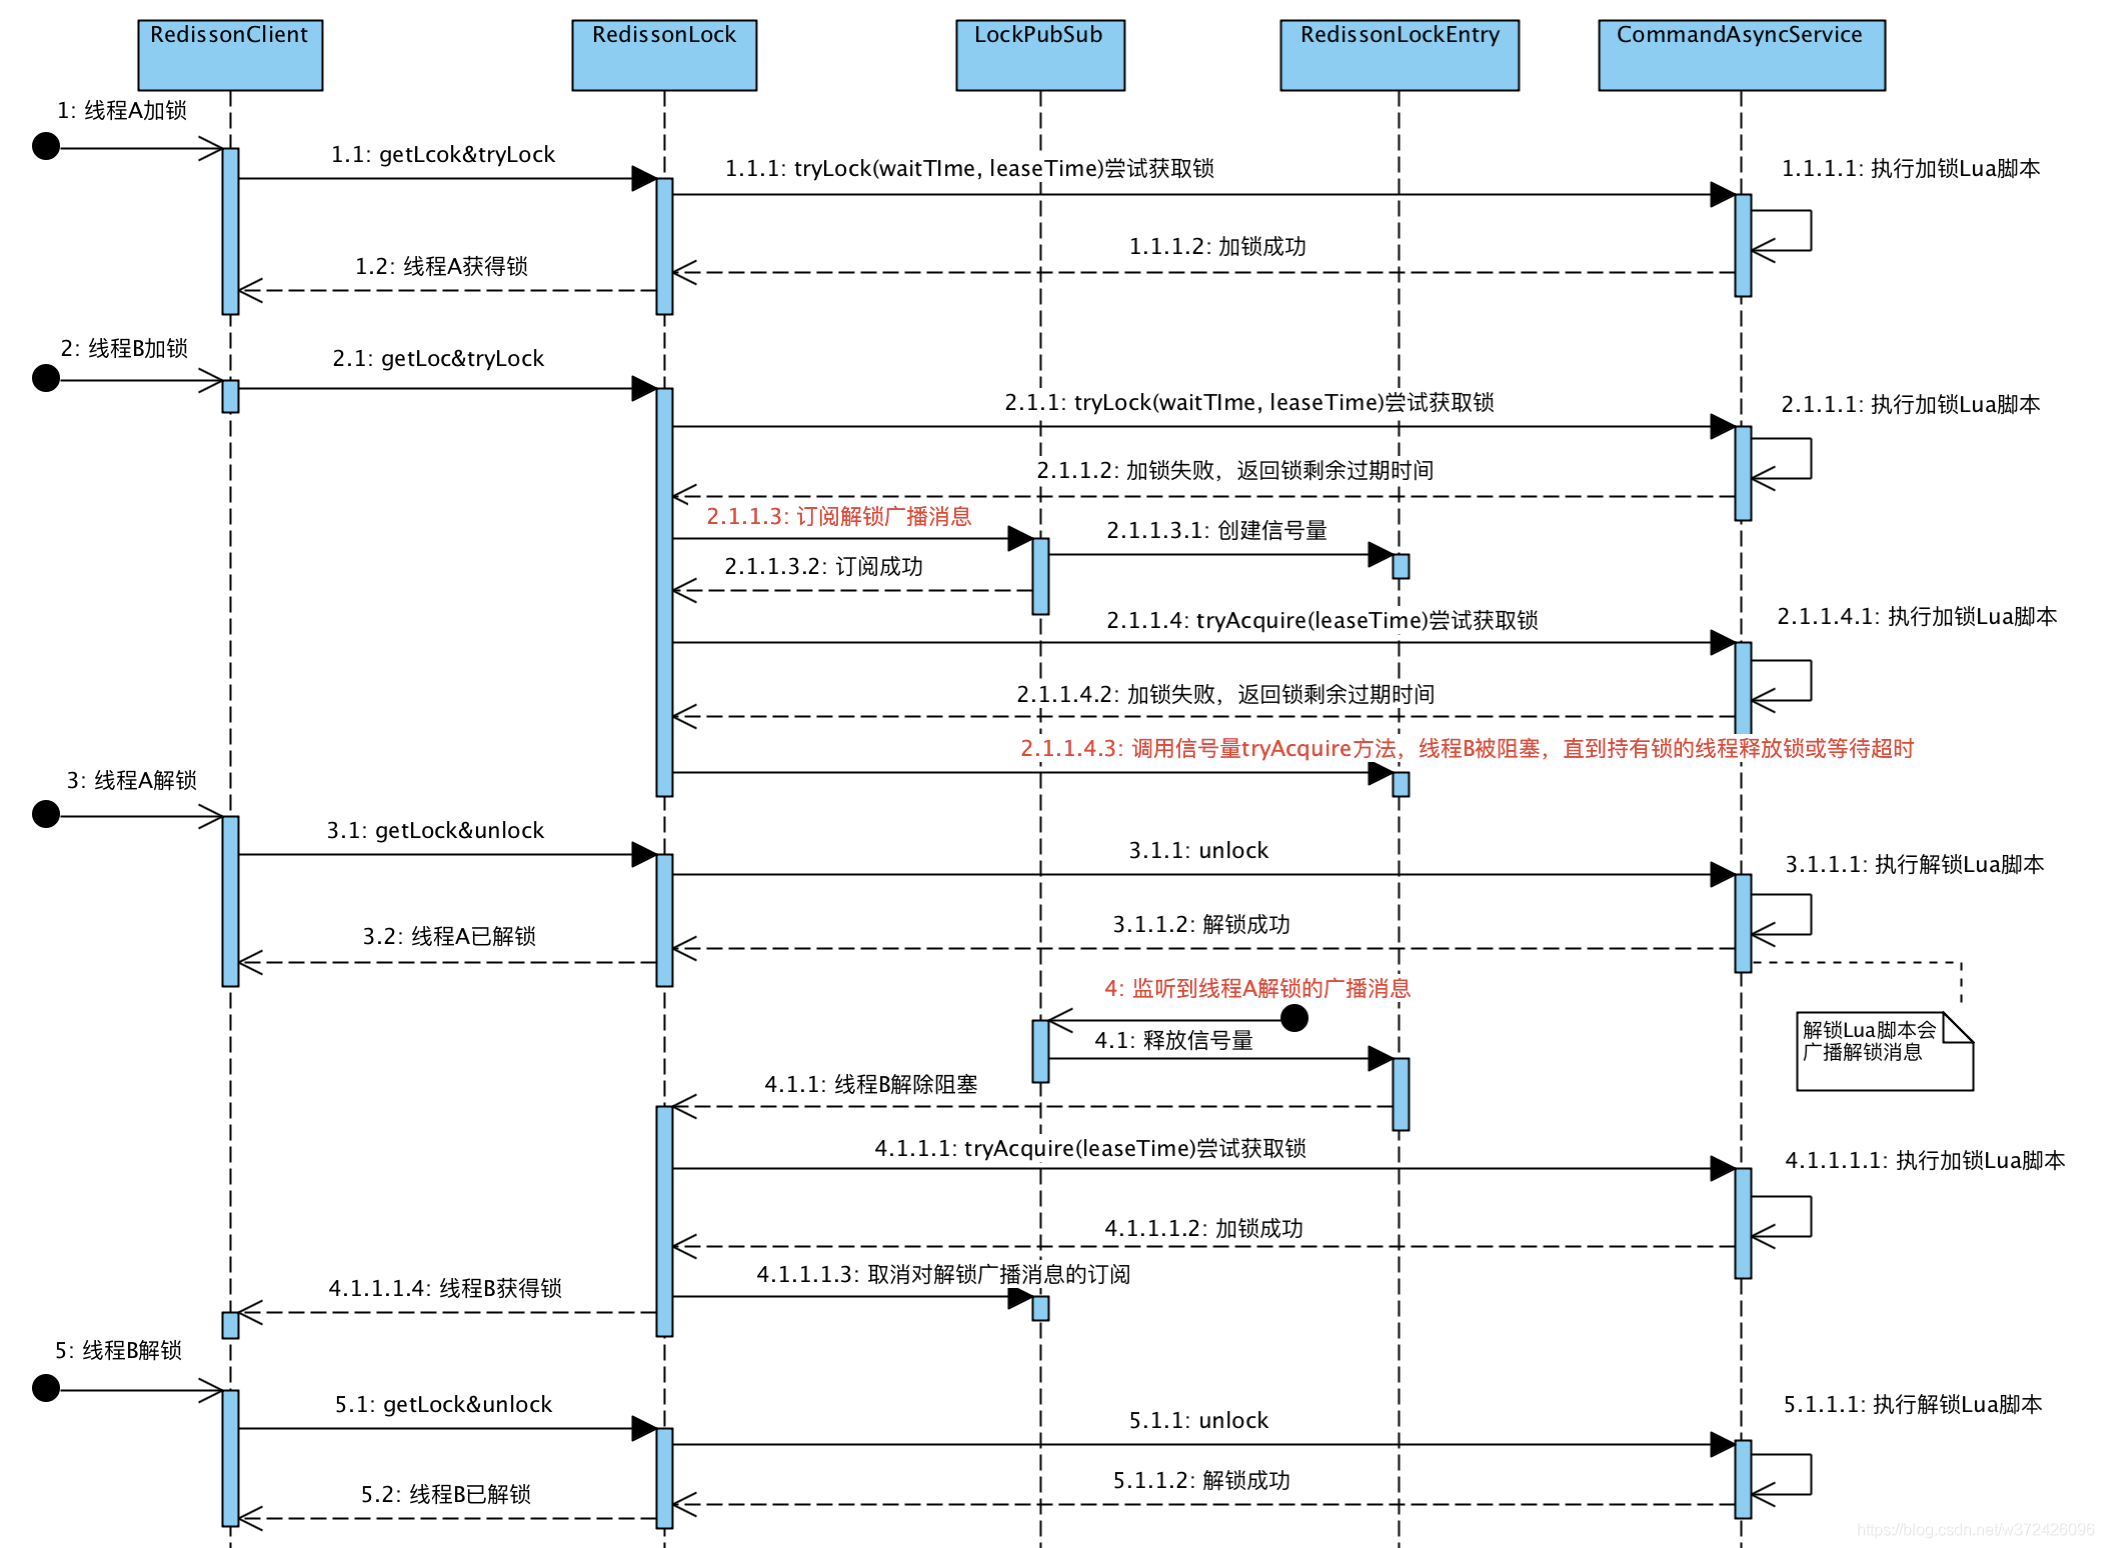 RedissonClient
RedissonLock
LockPubSub
RedissonLockEntry
CommandAsyncService
1: 线程A加锁
1.1: getLcok&tryLock
1.1.1: tryLock(waitTIme, leaseTime)尝试获取锁
1.1.1.1: 执行加锁Lua脚本
1.1.1.2: 加锁成功
1.2: 线程A获得锁
2: 线程B加锁
2.1: getLoc&tryLock
2.1.1: tryLock(waitTIme, leaseTime)尝试获取锁
2.1.1.1: 执行加锁Lua脚本
2.1.1.2: 加锁失败，返回锁剩余过期时间
2.1.1.3: 订阅解锁广播消息
2.1.1.3.1: 创建信号量
2.1.1.3.2: 订阅成功
2.1.1.4: tryAcquire(leaseTime)尝试获取锁
2.1.1.4.1: 执行加锁Lua脚本
2.1.1.4.2: 加锁失败，返回锁剩余过期时间
2.1.1.4.3: 调用信号量tryAcquire方法，线程B被阻塞，直到持有锁的线程释放锁或等待超时
3: 线程A解锁
3.1: getLock&unlock
3.1.1: unlock
3.1.1.1: 执行解锁Lua脚本
3.1.1.2: 解锁成功
3.2: 线程A已解锁
4: 监听到线程A解锁的广播消息
解锁Lua脚本会
广播解锁消息
4.1: 释放信号量
4.1.1: 线程B解除阻塞
4.1.1.1: tryAcquire(leaseTime)尝试获取锁
4.1.1.1.1: 执行加锁Lua脚本
4.1.1.1.2: 加锁成功
4.1.1.1.3: 取消对解锁广播消息的订阅
4.1.1.1.4: 线程B获得锁
5: 线程B解锁
5.1: getLock&unlock
5.1.1: unlock
5.1.1.1: 执行解锁Lua脚本
5.1.1.2: 解锁成功
5.2: 线程B已解锁
https://blog.csdn.net/w372426096